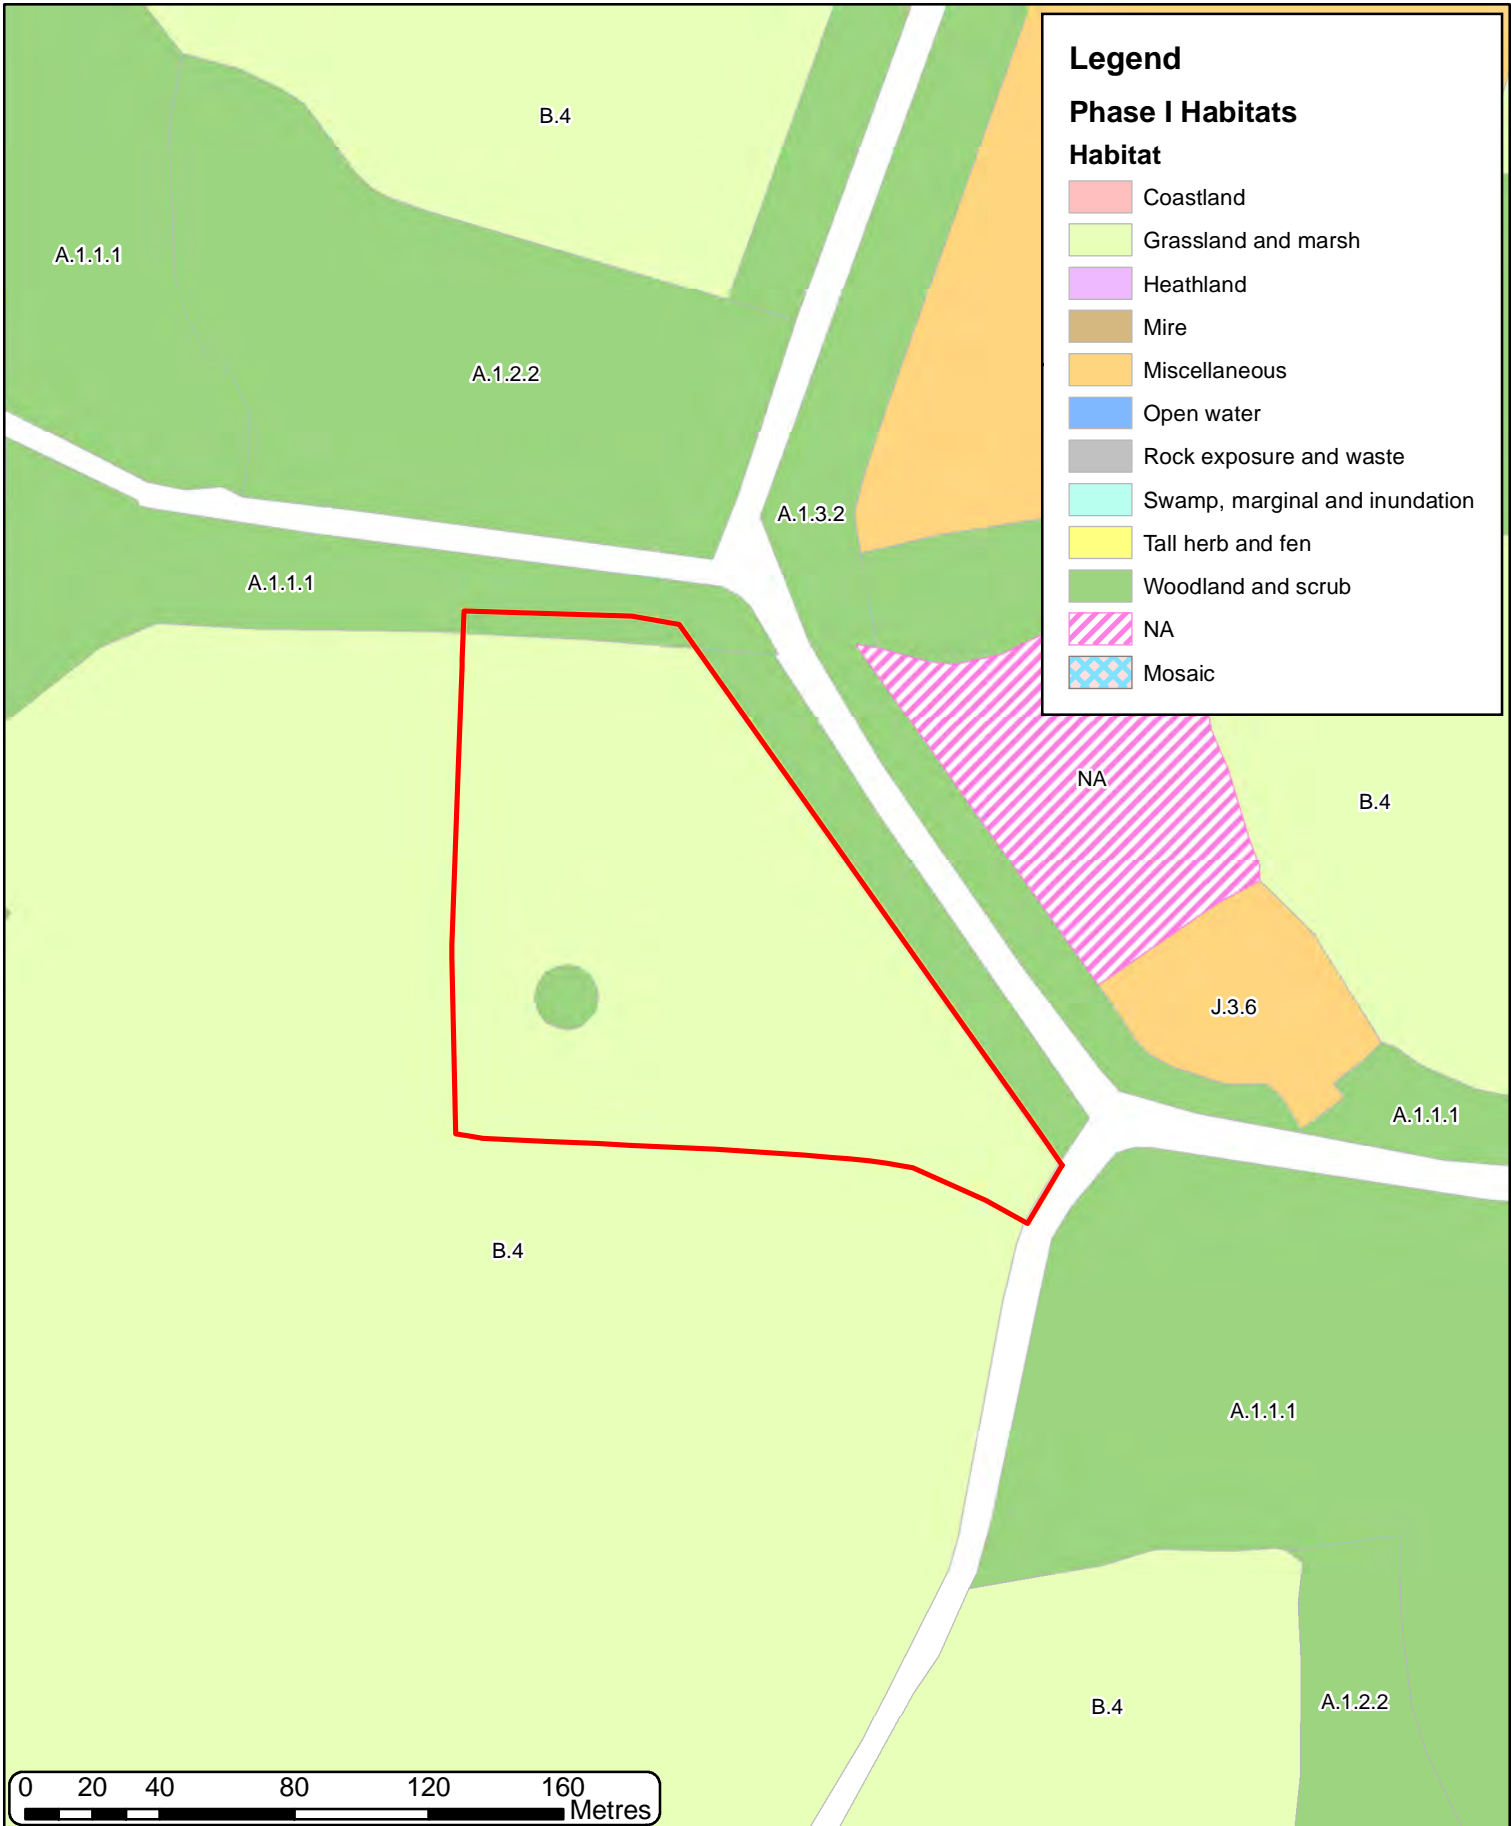 Legend
Phase I Habitats
Habitat
Coastland
Grassland and marsh
Heathland
Mire
Miscellaneous
Open water
Rock exposure and waste
Swamp, marginal and inundation
Tall herb and fen
Woodland and scrub
NA
Mosaic
B.4
A.1.1.1
A.1.2.2
A.1.3.2
A.1.1.1
NA
B.4
J.3.6
A.1.1.1
B.4
A.1.1.1
A.1.2.2
B.4
0 20 40 80 120 160
Metres